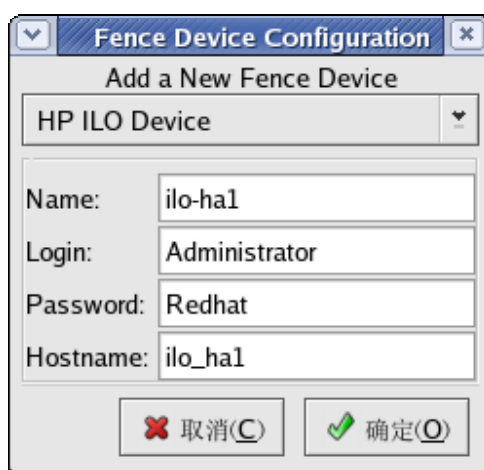 Fence Device Configuration
Add a New Fence Device
HP ILO Device
Name: ilo-ha1
Login: Administrator
Password: Redhat
Hostname: ilo_ha1
取消(C) 确定(O)